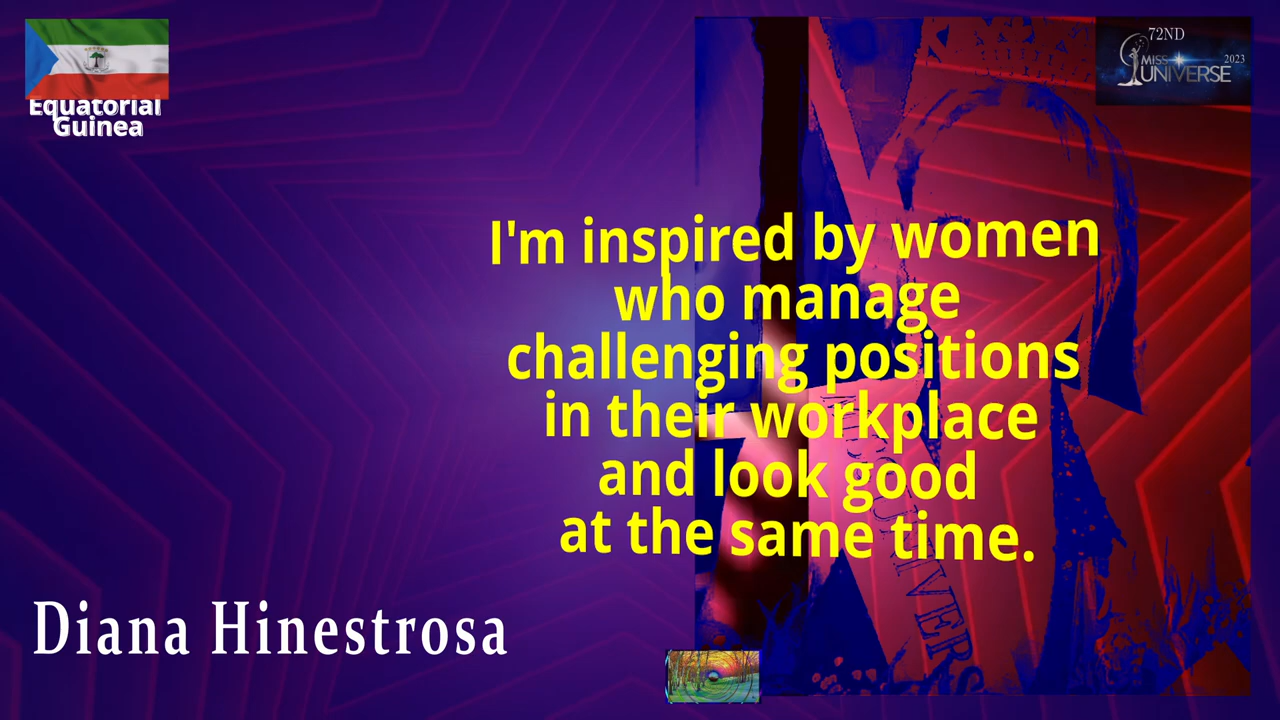 Equatorial
Guinea
72ND
MISS
UNIVERSE
2023
I'm inspired by women
who manage
challenging positions
in their workplace
and look good
at the same time.
Diana Hinestrosa